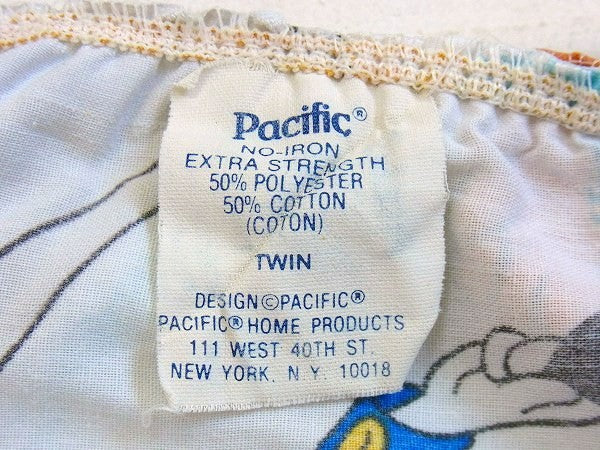 Pacific®
NO-IRON
EXTRA STRENGTH
50% POLYESTER
50% COTTON
(COTON)
TWIN
DESIGN©PACIFIC®
PACIFIC® HOME PRODUCTS
111 WEST 40TH ST.
NEW YORK, N.Y. 10018